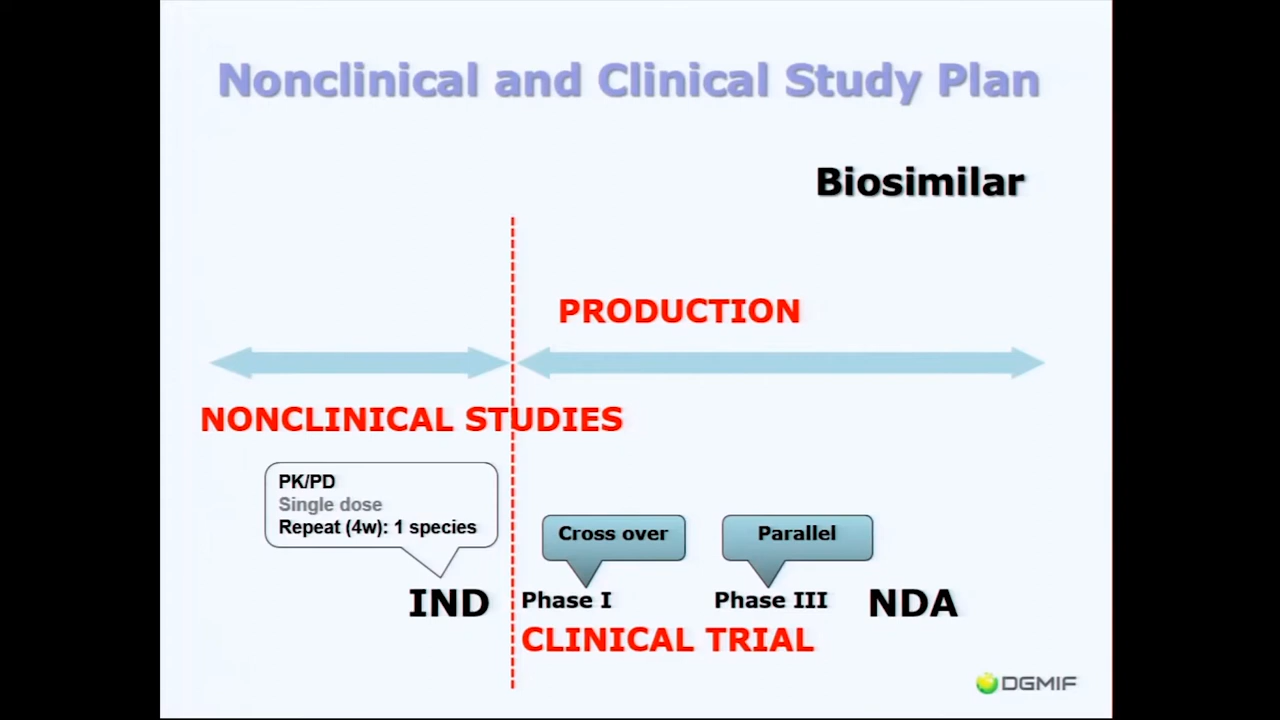 Nonclinical and Clinical Study Plan
Biosimilar
PRODUCTION
NONCLINICAL STUDIES
PK/PD
Single dose
Repeat (4w): 1 species
Cross over
Parallel
IND
Phase I
Phase III
NDA
CLINICAL TRIAL
DGMIF